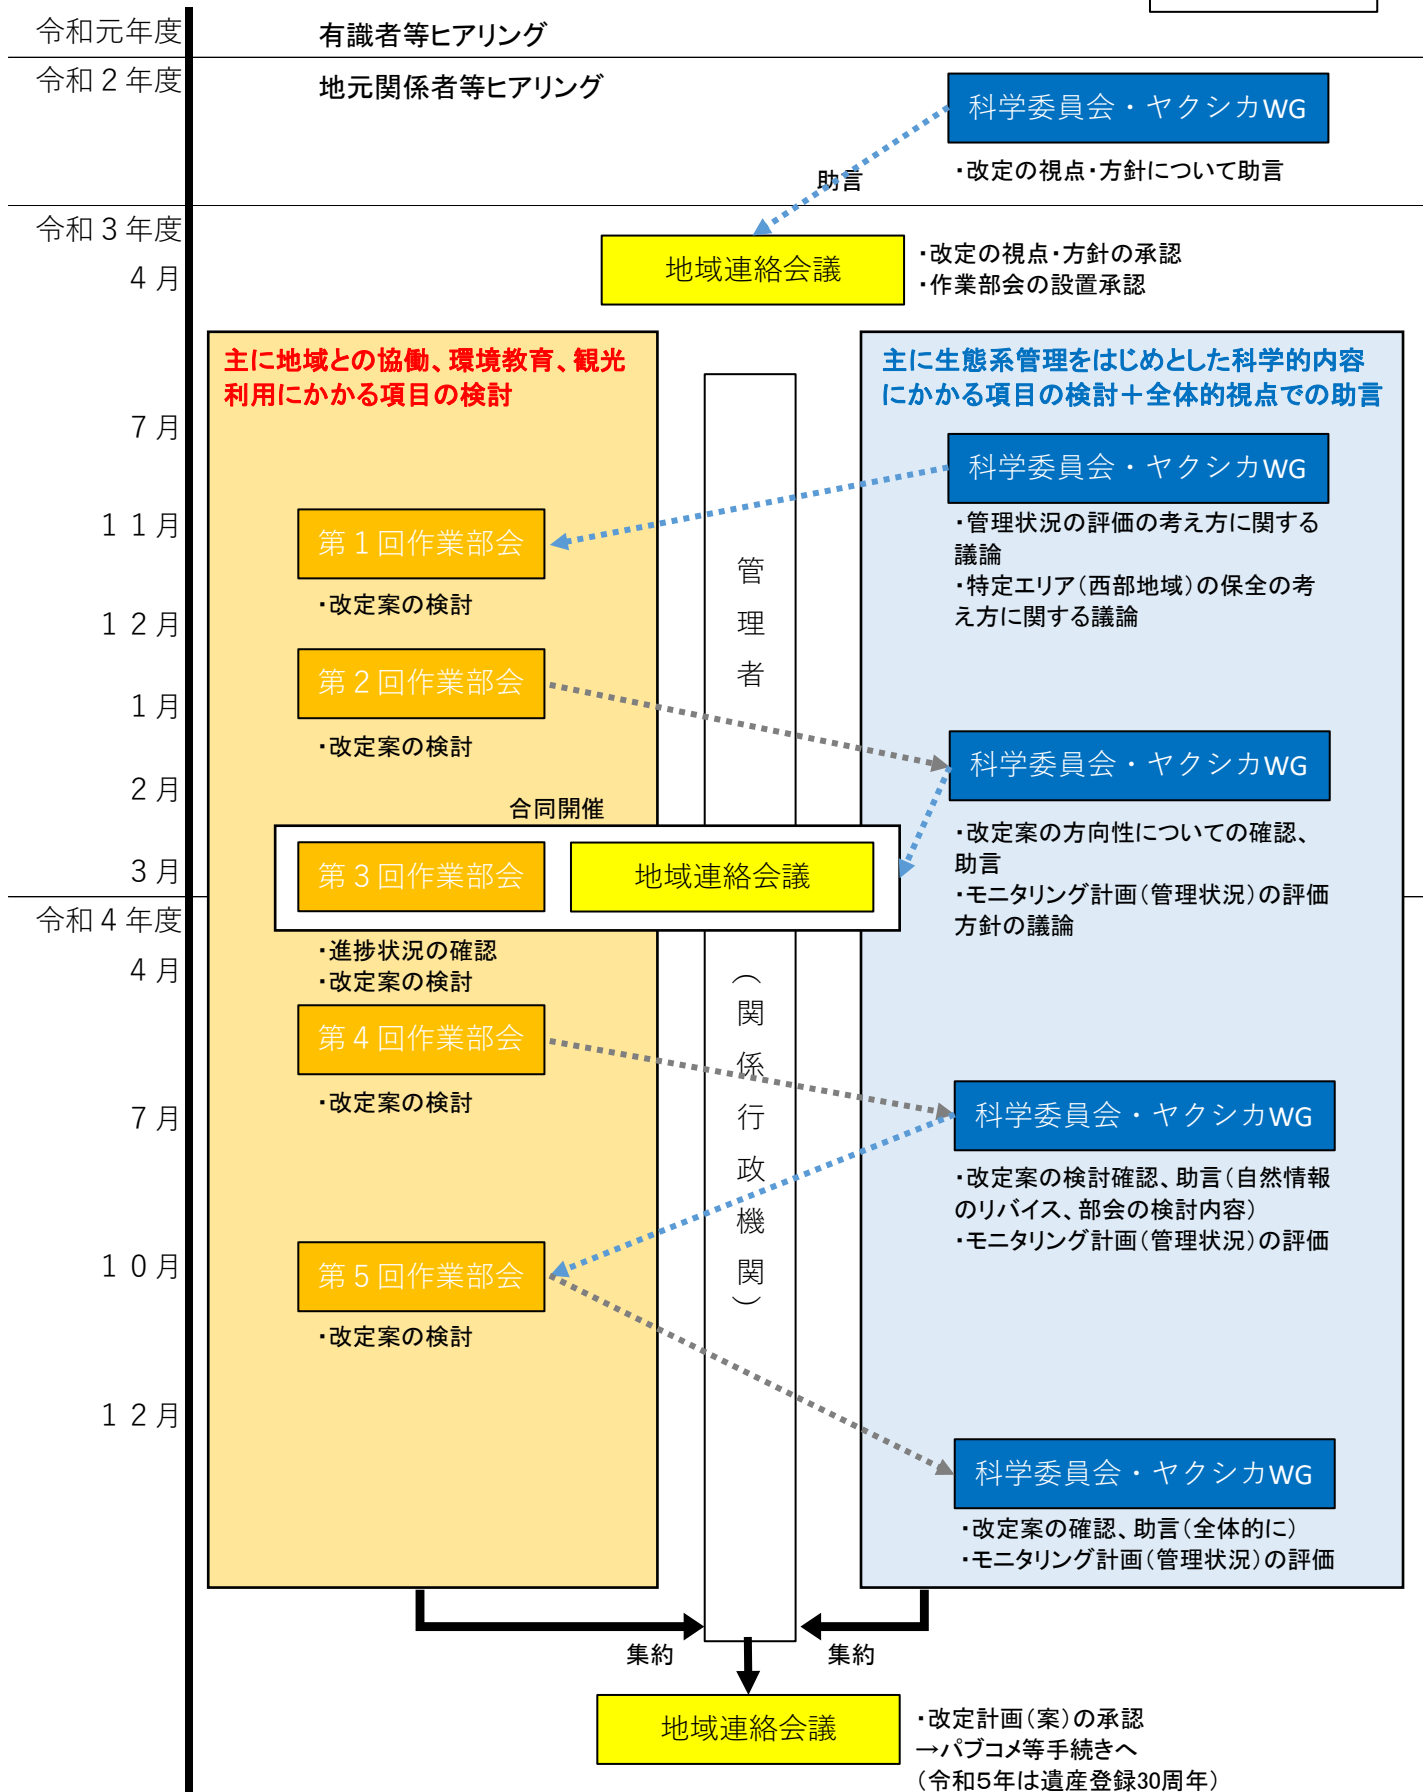 令和元年度
有識者等ヒアリング
令和２年度
地元関係者等ヒアリング
科学委員会・ヤクシカWG
・改定の視点・方針について助言
助言
令和３年度
４月
地域連絡会議
・改定の視点・方針の承認
・作業部会の設置承認
主に地域との協働、環境教育、観光
利用にかかる項目の検討
主に生態系管理をはじめとした科学的内容
にかかる項目の検討＋全体的視点での助言
７月
科学委員会・ヤクシカWG
・管理状況の評価の考え方に関する
議論
・特定エリア（西部地域）の保全の考
え方に関する議論
１１月
第１回作業部会
・改定案の検討
１２月
第２回作業部会
・改定案の検討
１月
管理者
（関係行政機関）
科学委員会・ヤクシカWG
・改定案の方向性についての確認、
助言
・モニタリング計画（管理状況）の評価
方針の議論
２月
合同開催
３月
第３回作業部会
地域連絡会議
令和４年度
・進捗状況の確認
・改定案の検討
４月
第４回作業部会
・改定案の検討
７月
科学委員会・ヤクシカWG
・改定案の検討確認、助言（自然情報
のリバイス、部会の検討内容）
・モニタリング計画（管理状況）の評価
１０月
第５回作業部会
・改定案の検討
１２月
科学委員会・ヤクシカWG
・改定案の確認、助言（全体的に）
・モニタリング計画（管理状況）の評価
集約
集約
地域連絡会議
・改定計画（案）の承認
→パブコメ等手続きへ
（令和５年は遺産登録30周年）